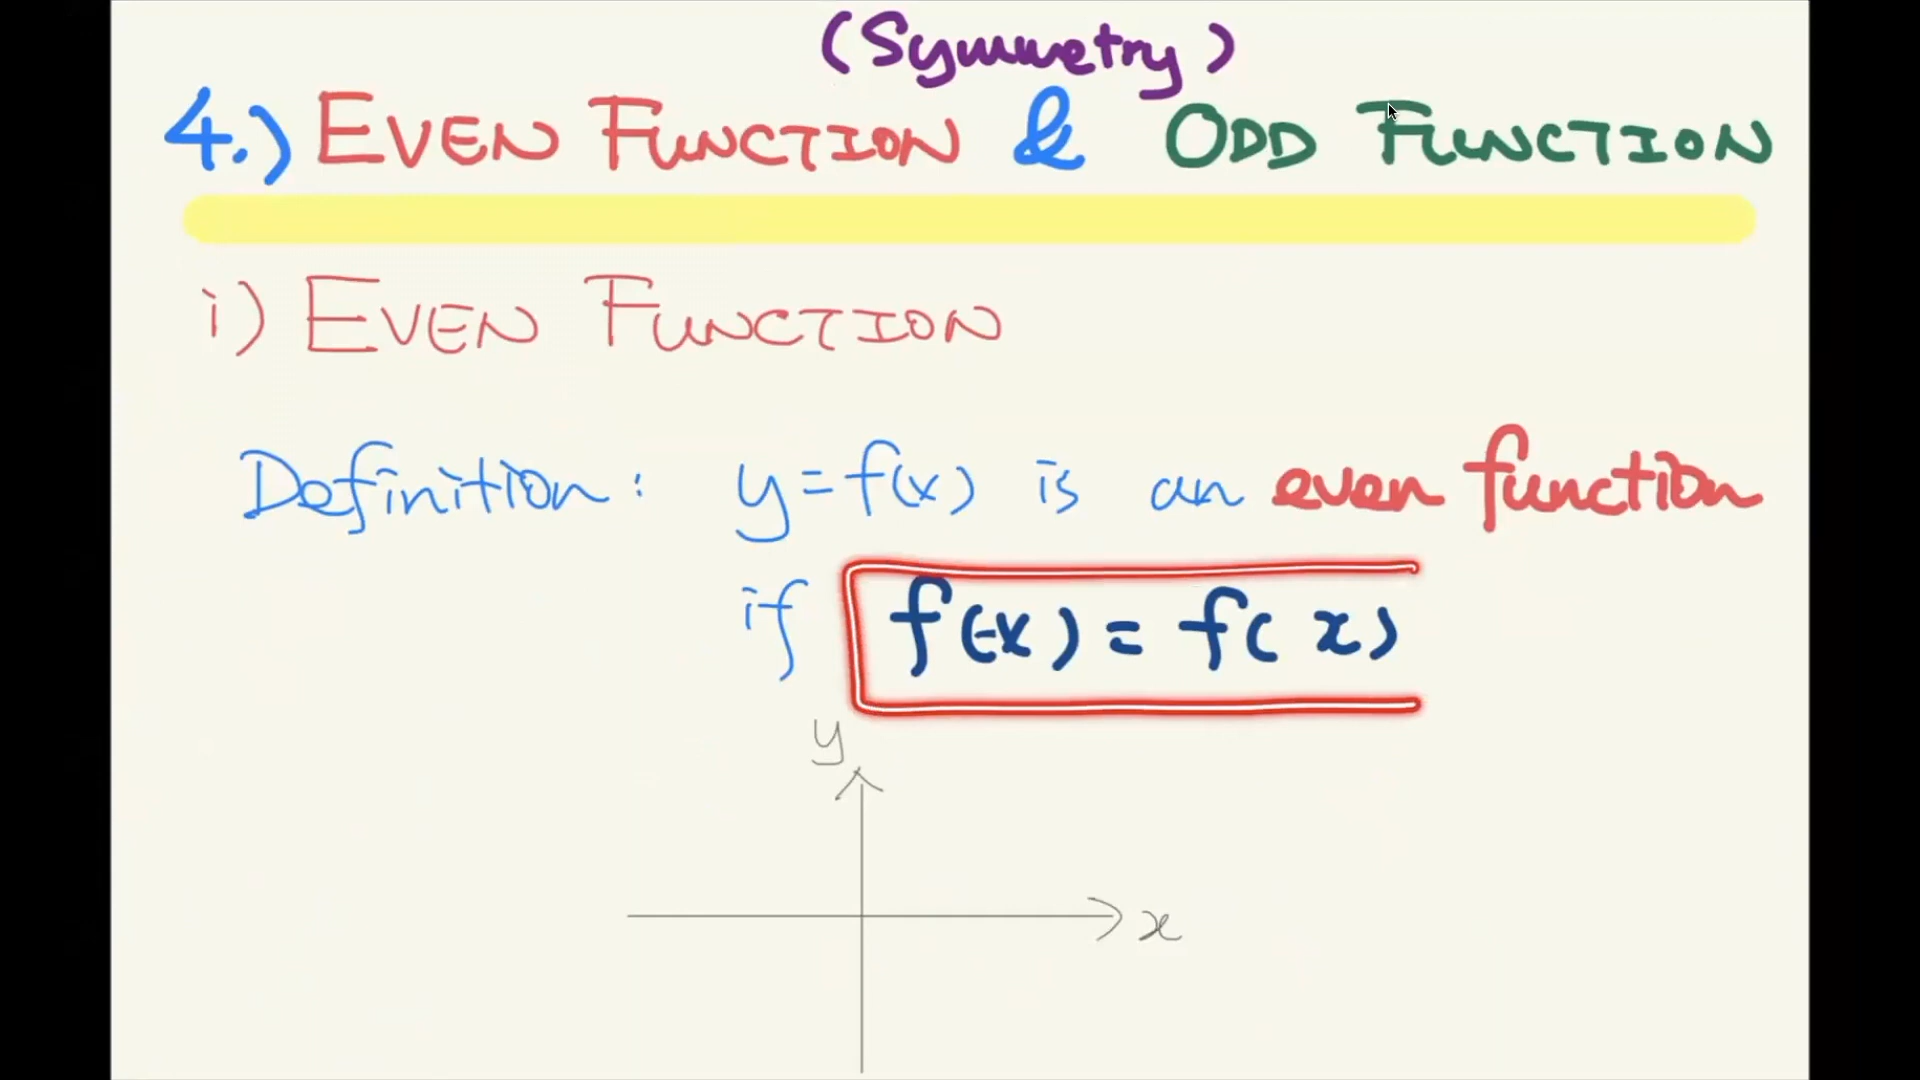 (Symmetry)
4.) EVEN FUNCTION & ODD FUNCTION
i) EVEN FUNCTION
Definition: y=f(x) is an even function
if f(-x) = f( x)
y
x